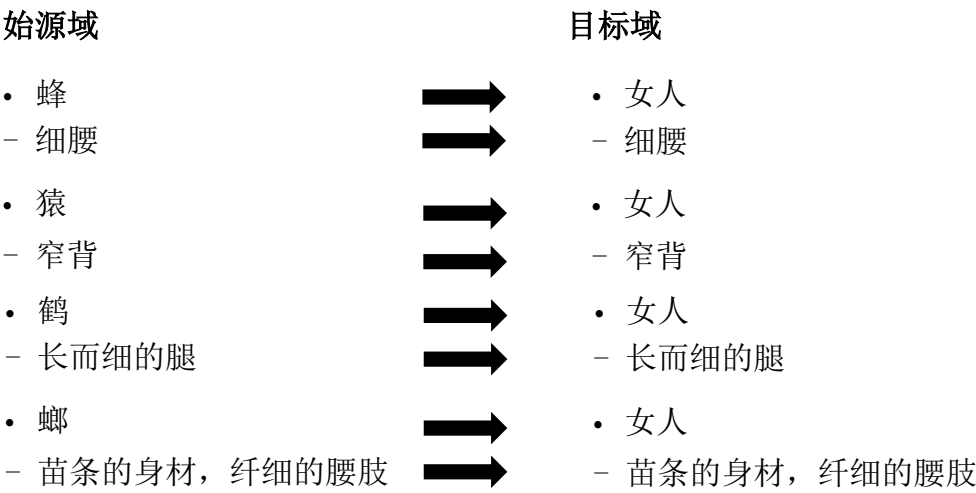 始源域 目标域
• 蜂 • 女人
– 细腰 – 细腰
• 猿 • 女人
– 窄背 – 窄背
• 鹤 • 女人
– 长而细的腿 – 长而细的腿
• 螂 • 女人
– 苗条的身材，纤细的腰肢 – 苗条的身材，纤细的腰肢